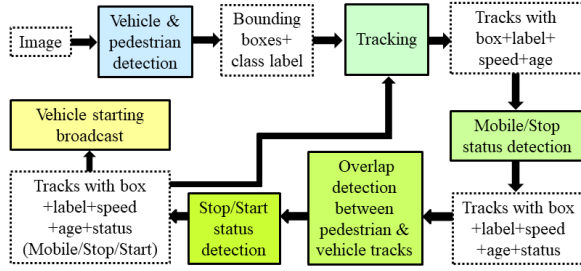 Image
Vehicle &
pedestrian
detection
Bounding
boxes+
class label
Tracking
Tracks with
box+label+
speed+age
Mobile/Stop
status detection
Tracks with box
+label+speed
+age+status
Overlap
detection
between
pedestrian &
vehicle tracks
Stop/Start
status
detection
Tracks with box
+label+speed
+age+status
(Mobile/Stop/Start)
Vehicle starting
broadcast